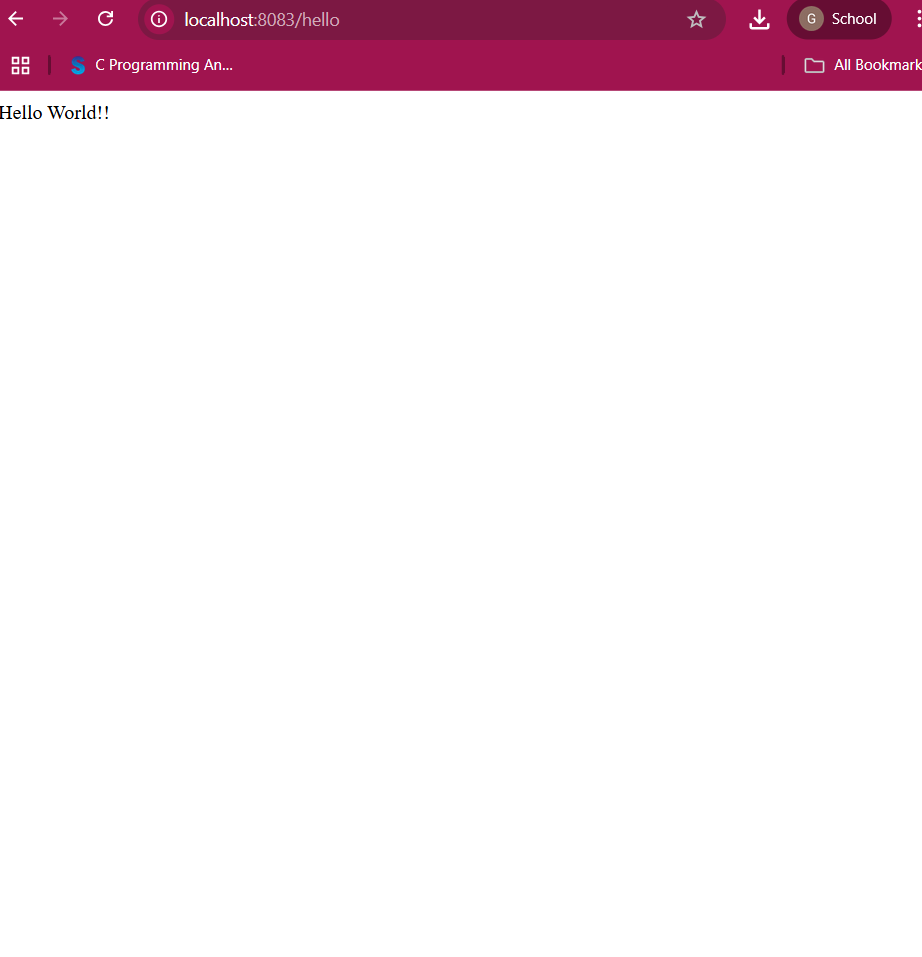 localhost:8083/hello
G School
C Programming An...
All Bookmark
Hello World!!